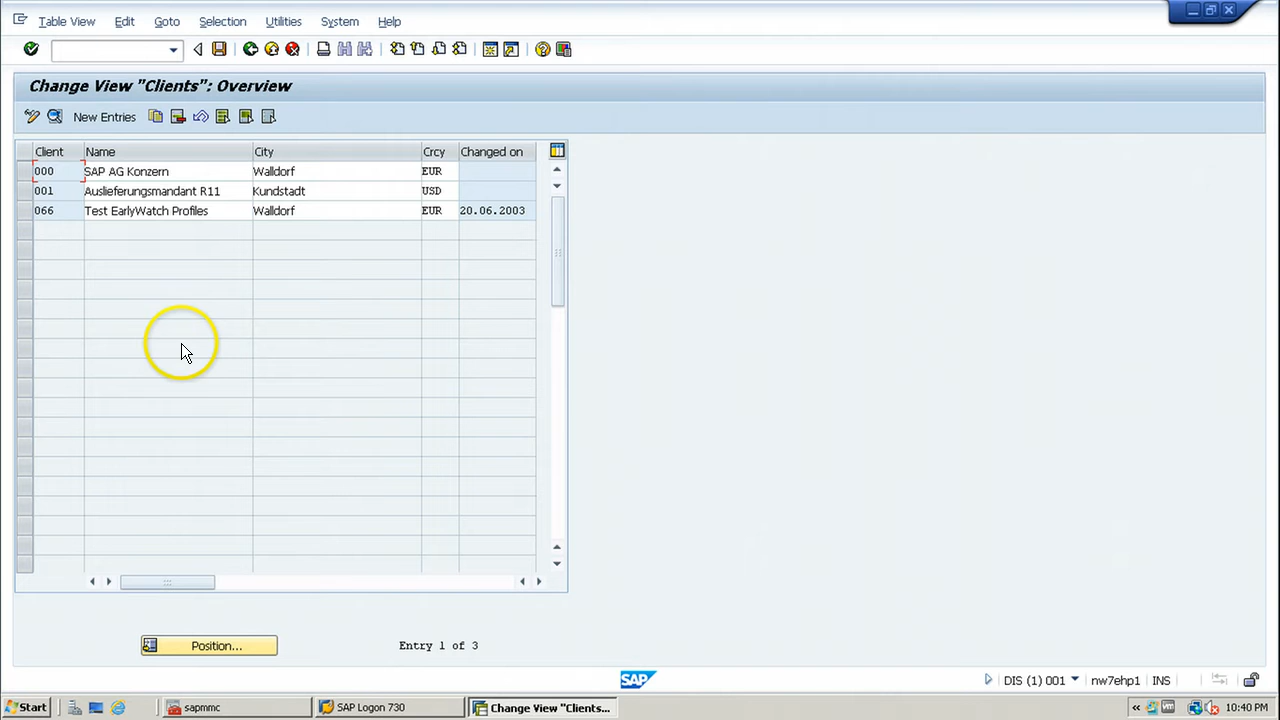 Table View Edit Goto Selection Utilities System Help
Change View "Clients": Overview
New Entries
Client Name City Crcy Changed on
000 SAP AG Konzern Walldorf EUR
001 Auslieferungsmandant R11 Kundstadt USD
066 Test EarlyWatch Profiles Walldorf EUR 20.06.2003
Position... Entry 1 of 3
SAP DIS (1) 001 nw7ehp1 INS
Start sapmmc SAP Logon 730 Change View "Clients... 10:40 PM